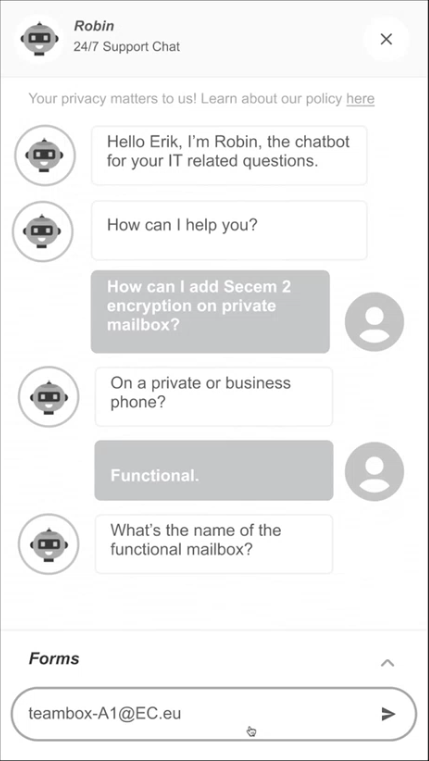 Robin
24/7 Support Chat
Your privacy matters to us! Learn about our policy here
Hello Erik, I'm Robin, the chatbot
for your IT related questions.
How can I help you?
How can I add Secem 2
encryption on private
mailbox?
On a private or business
phone?
Functional.
What's the name of the
functional mailbox?
Forms
teambox-A1@EC.eu